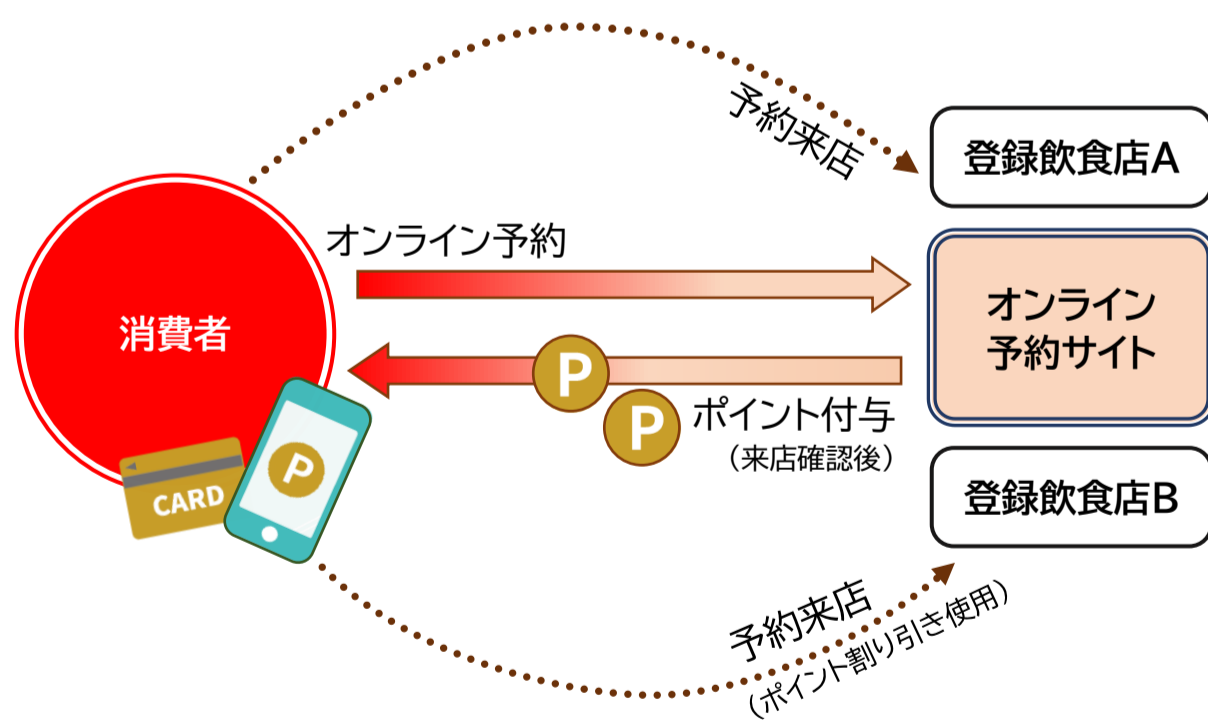 予約来店
登録飲食店A
オンライン予約
消費者
オンライン
予約サイト
P
P
ポイント付与
（来店確認後）
P
CARD
登録飲食店B
予約来店
（ポイント割り引き使用）